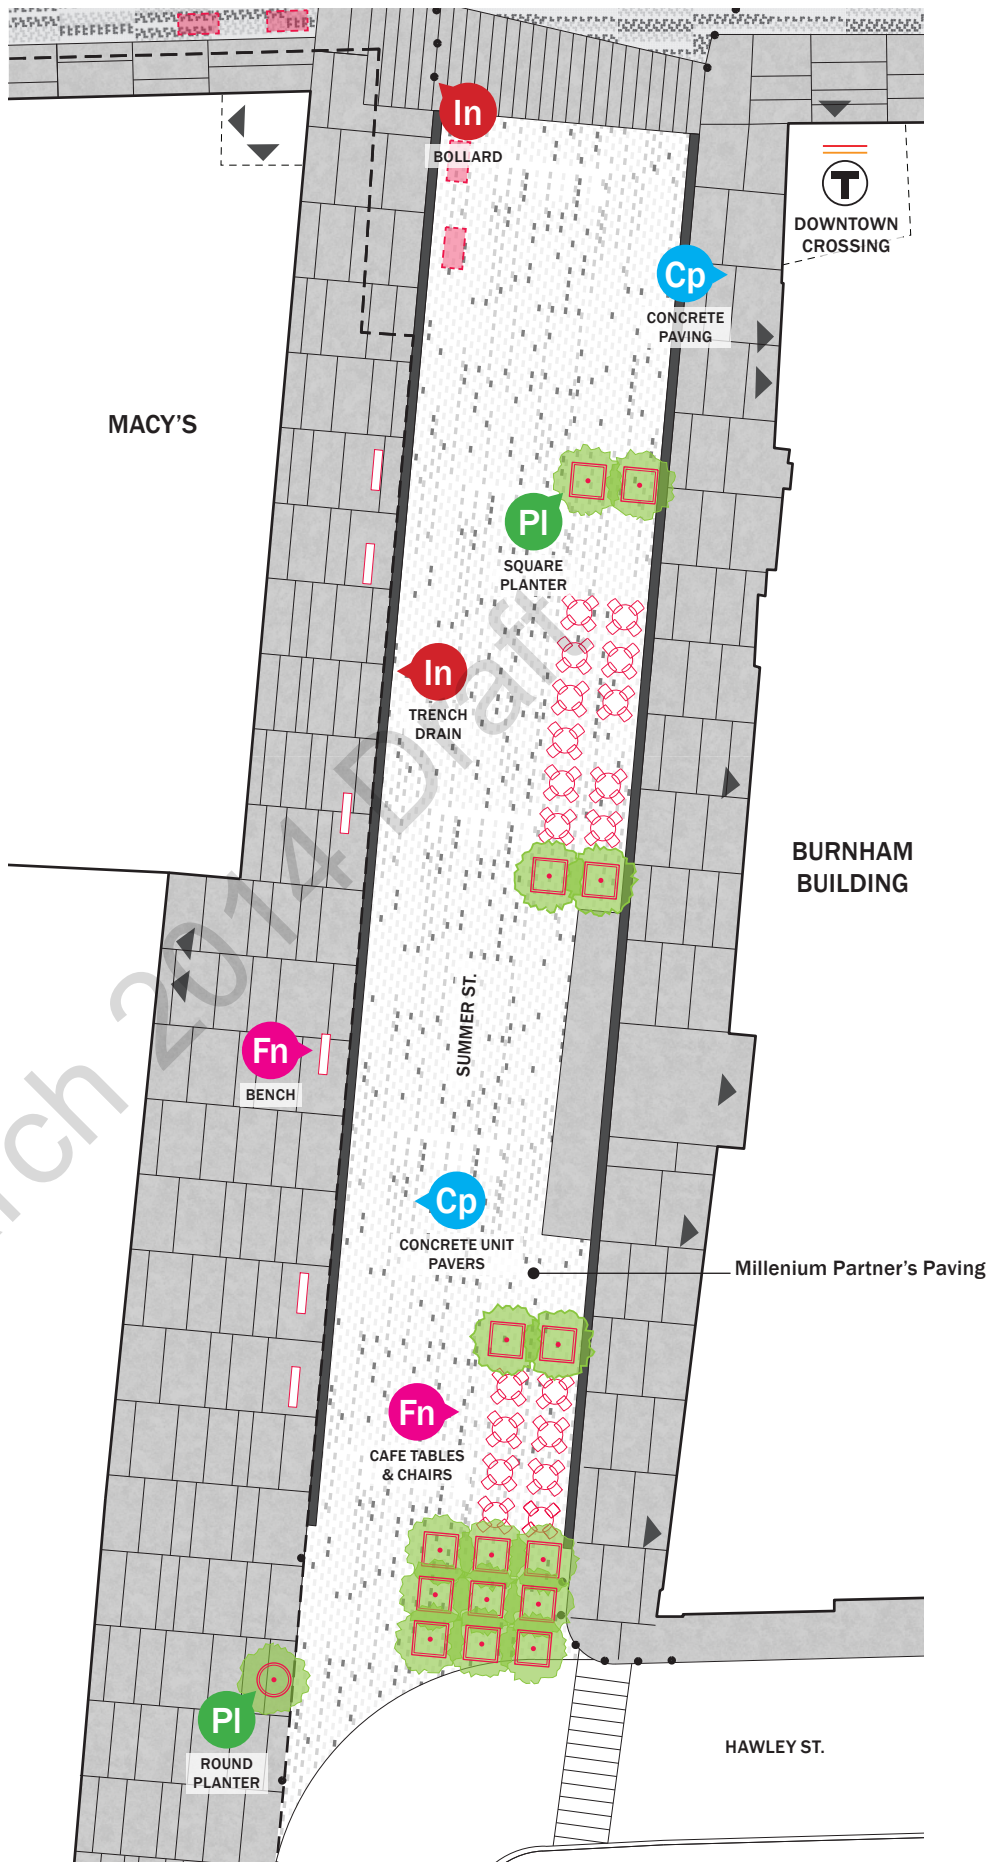 In
BOLLARD
T
DOWNTOWN
CROSSING
Cp
CONCRETE
PAVING
MACY'S
Pl
SQUARE
PLANTER
In
TRENCH
DRAIN
BURNHAM
BUILDING
SUMMER ST.
Fn
BENCH
Cp
CONCRETE UNIT
PAVERS
Millenium Partner's Paving
Fn
CAFE TABLES
& CHAIRS
Pl
ROUND
PLANTER
HAWLEY ST.
rch 2014 Draft